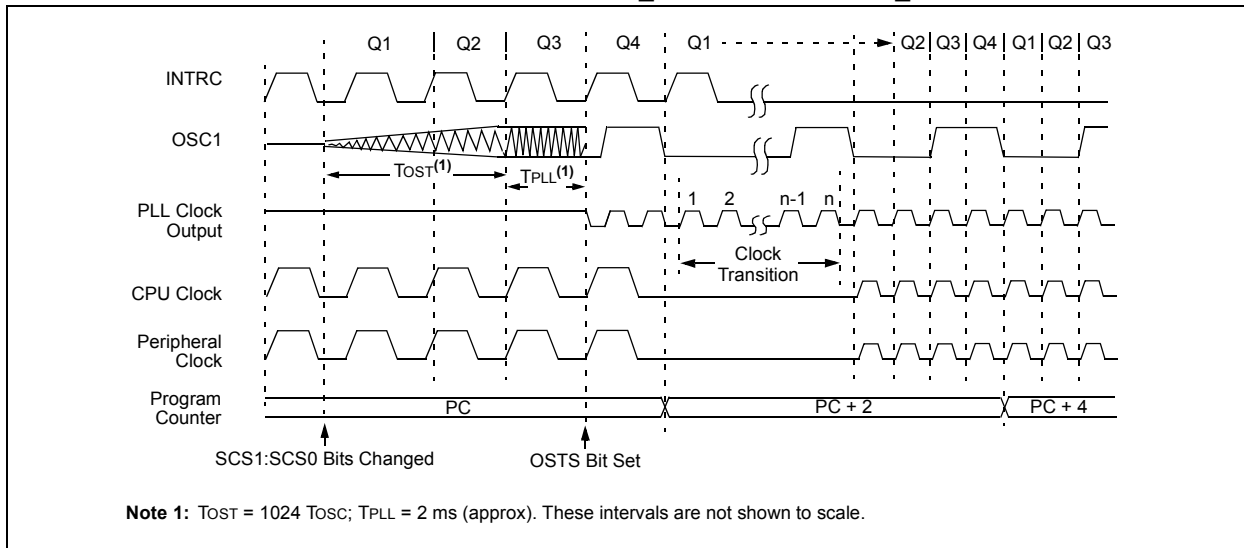 Q1 Q2 Q3 Q4 Q1 Q2 Q3 Q4 Q1 Q2 Q3
INTRC
OSC1
TOST(1) TPLL(1)
PLL Clock
Output
1 2 n-1 n
Clock
Transition
CPU Clock
Peripheral
Clock
Program
Counter
PC PC + 2 PC + 4
SCS1:SCS0 Bits Changed OSTS Bit Set
Note 1: TOST = 1024 TOSC; TPLL = 2 ms (approx). These intervals are not shown to scale.